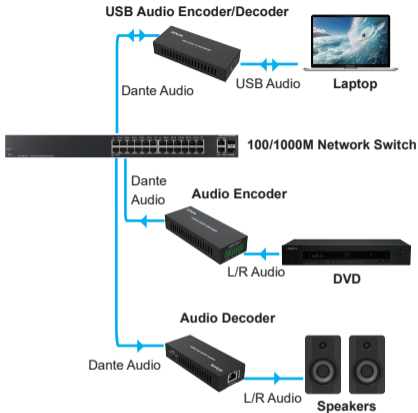 USB Audio Encoder/Decoder
Dante Audio
USB Audio
Laptop
100/1000M Network Switch
Dante
Audio
Audio Encoder
L/R Audio
DVD
Audio Decoder
Dante Audio
L/R Audio
Speakers